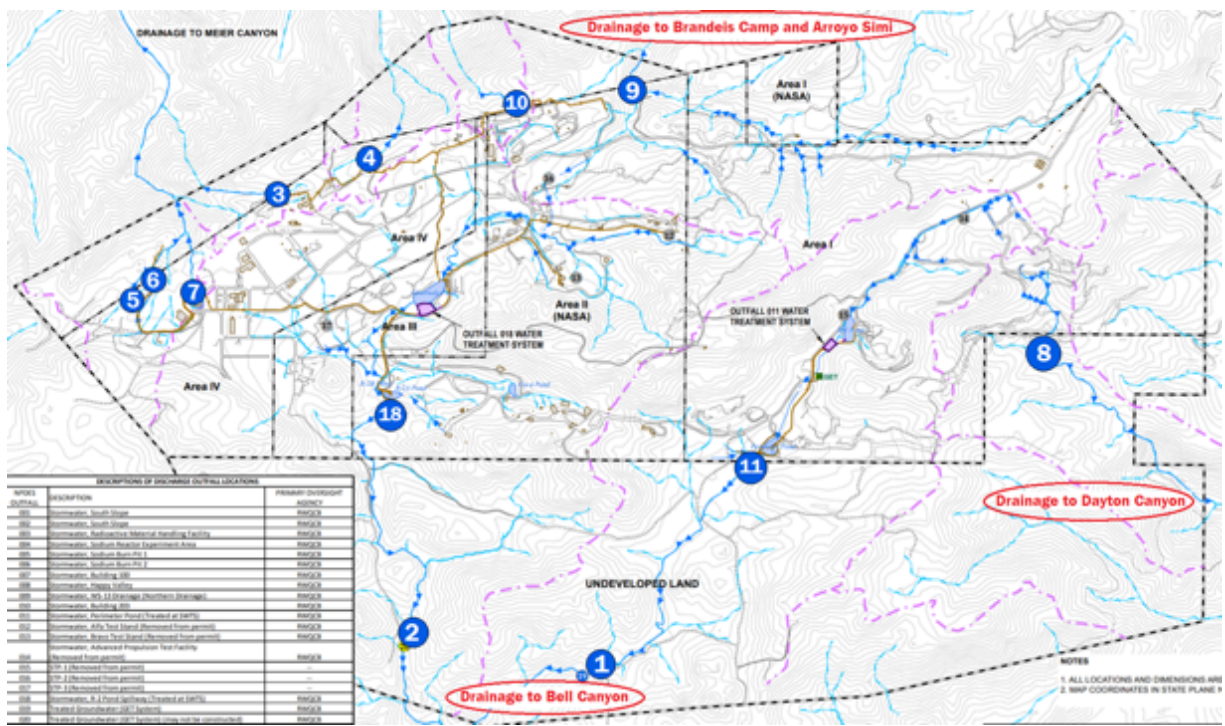 Drainage to Brandeis Camp and Arroyo Simi
DRAINAGE TO MEIER CANYON
9
Area I
(NASA)
10
4
3
Area IV
Area I
6
5
7
Area II
(NASA)
OUTFALL 011 WATER
TREATMENT SYSTEM
Area III
OUTFALL 018 WATER
TREATMENT SYSTEM
8
Area IV
18
11
Drainage to Dayton Canyon
DESCRIPTIONS OF DISCHARGE OUTFALL LOCATIONS
NPDES OUTFALL DESCRIPTION PRIMARY OVERSIGHT AGENCY
001 Stormwater, South Slope RWQCB
002 Stormwater, South Slope RWQCB
003 Stormwater, Radioactive Material Handling Facility RWQCB
004 Stormwater, Sodium Reactor Experiment Area RWQCB
005 Stormwater, Sodium Burn Pit 1 RWQCB
006 Stormwater, Sodium Burn Pit 2 RWQCB
007 Stormwater, Building 100 RWQCB
008 Stormwater, Happy Valley RWQCB
009 Stormwater, WS-13 Drainage (Northern Drainage) RWQCB
010 Stormwater, Building 203 RWQCB
011 Stormwater, Perimeter Pond (Treated at SWTS) RWQCB
012 Stormwater, Alfa Test Stand (Removed from permit) RWQCB
013 Stormwater, Bravo Test Stand (Removed from permit) RWQCB
014 Stormwater, Advanced Propulsion Test Facility (Removed from permit) RWQCB
015 STP-1 (Removed from permit) --
016 STP-2 (Removed from permit) --
017 STP-3 (Removed from permit) --
018 Stormwater, R-2 Pond Spillway (Treated at SWTS) RWQCB
019 Treated Groundwater (GET System) RWQCB
020 Treated Groundwater (GET System) (may not be constructed) RWQCB
UNDEVELOPED LAND
2
1
Drainage to Bell Canyon
NOTES
1. ALL LOCATIONS AND DIMENSIONS ARE
2. MAP COORDINATES IN STATE PLANE